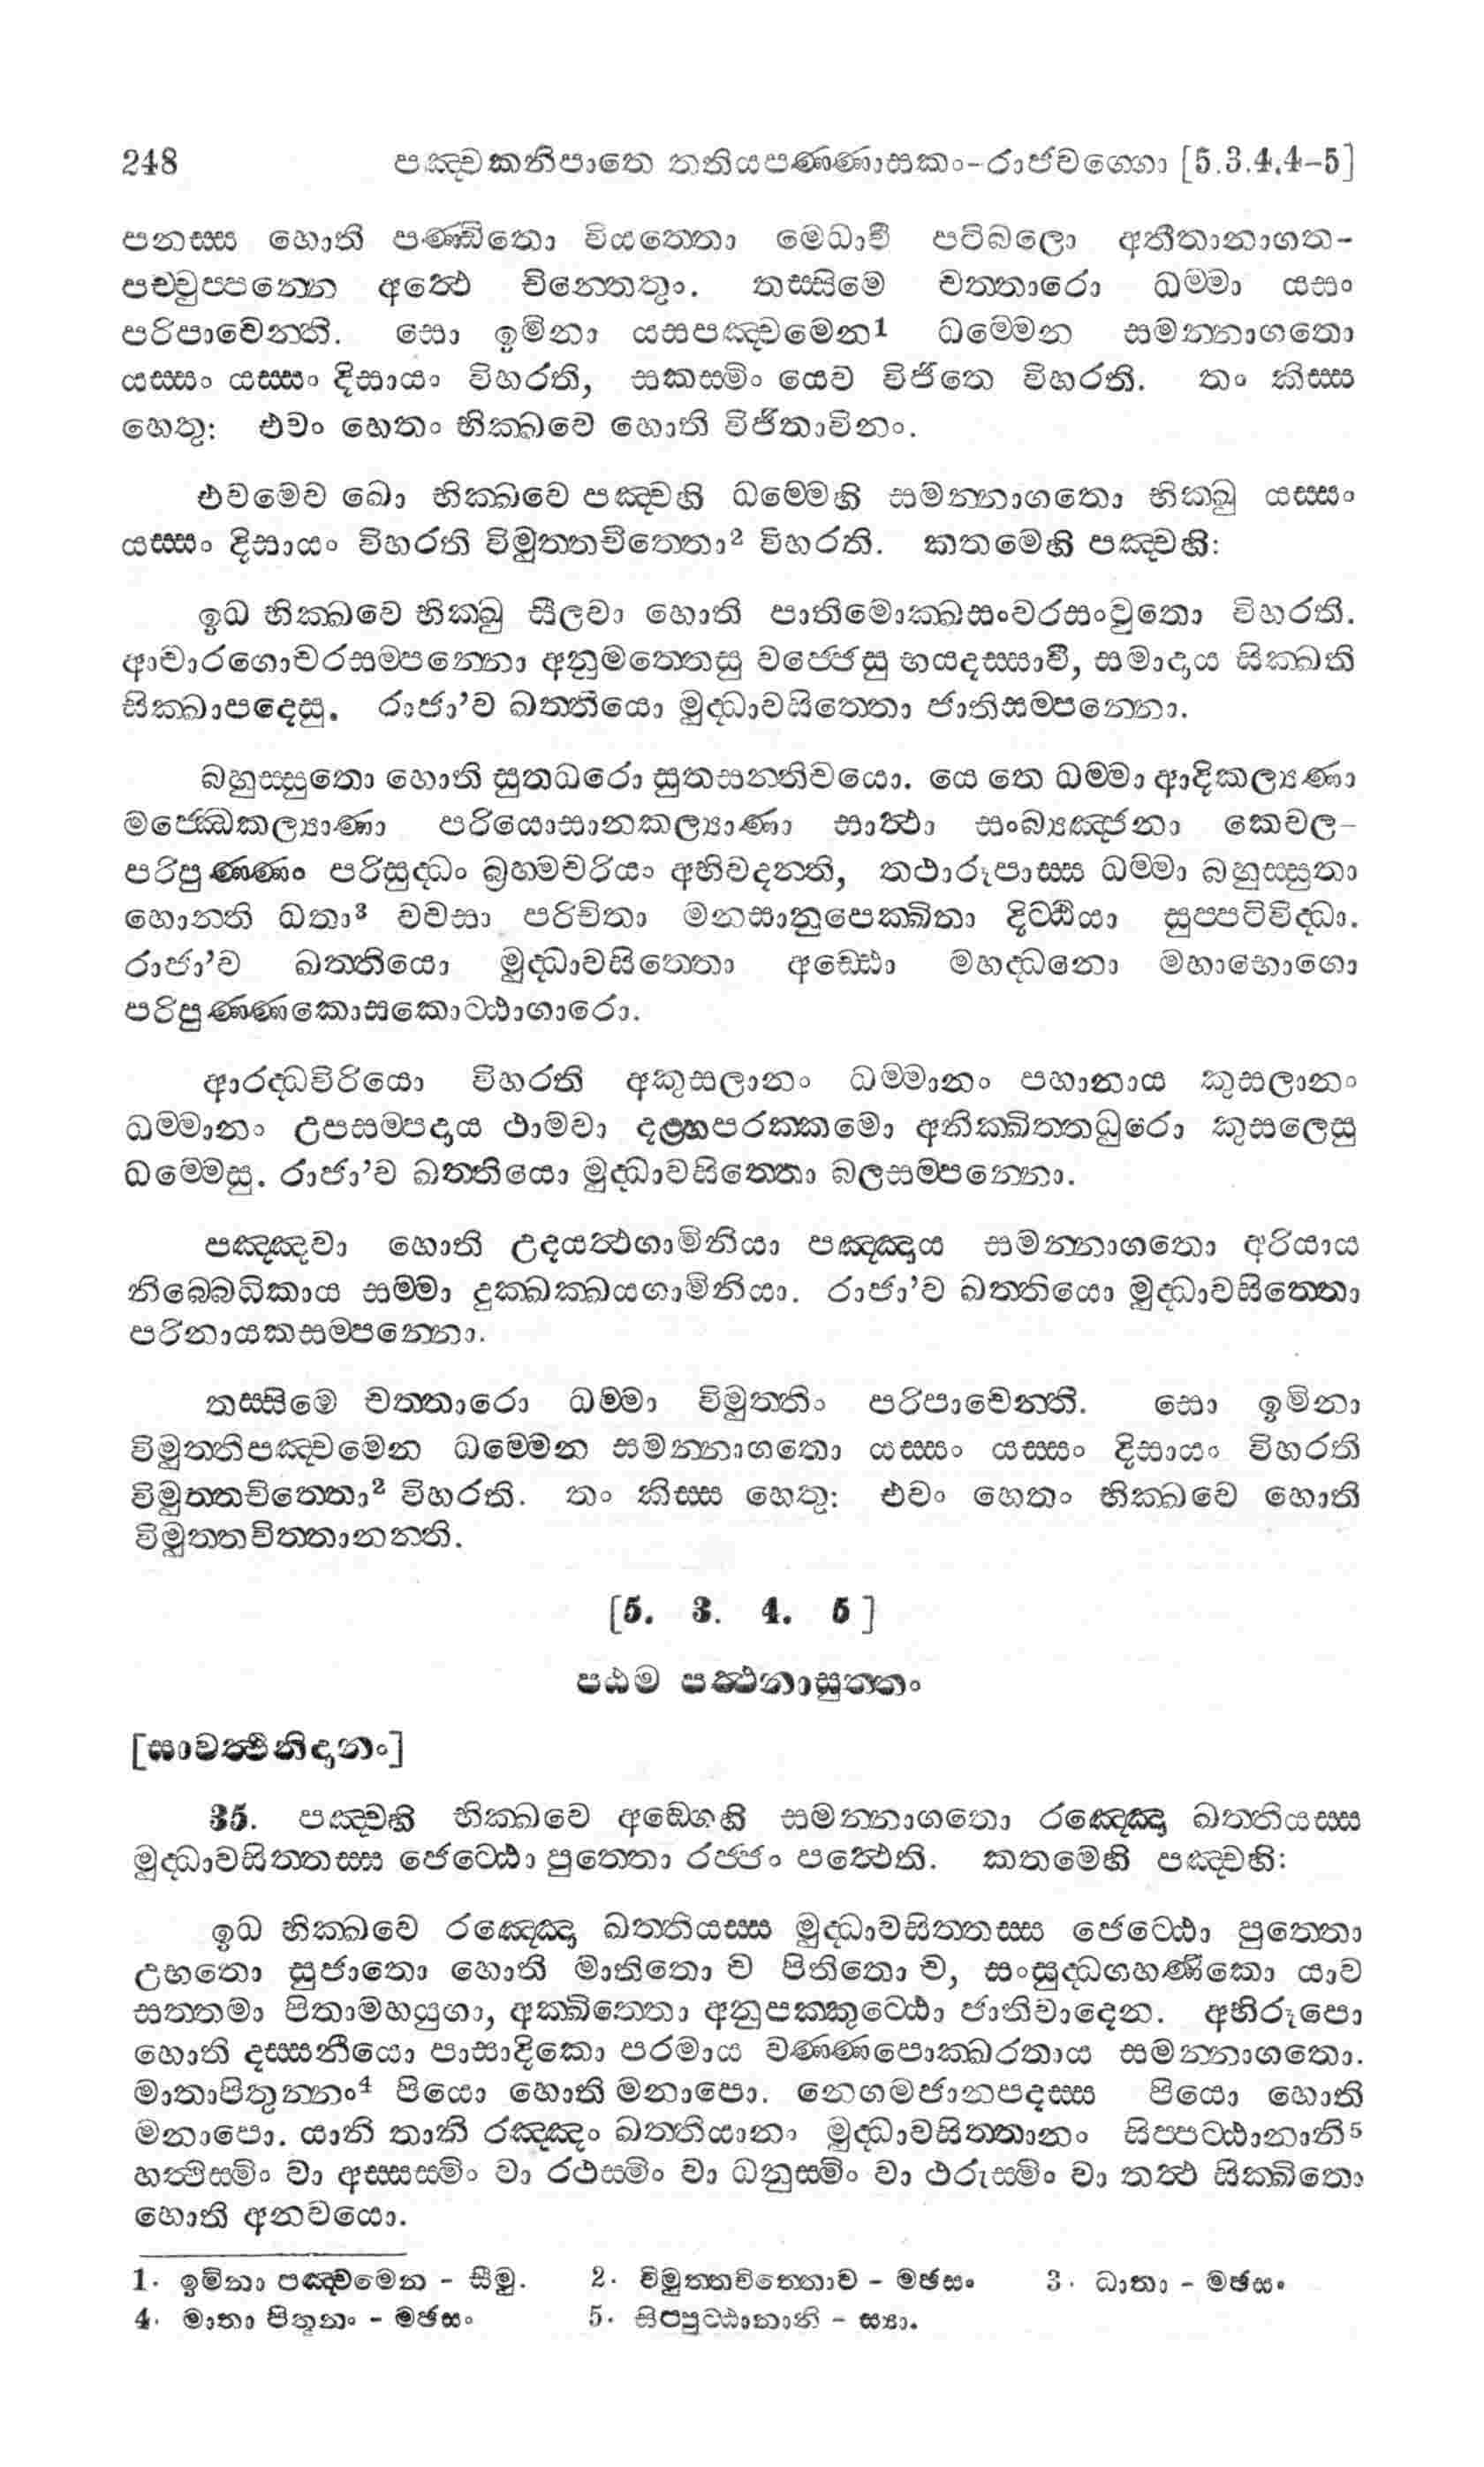 248 පඤ්චකනිපාතෙ තතියපණ්ණාසකං-රාජවග්ගො [5.3.4.4-5]
පනස්ස හොති පණ්ඩිතො වියත්තො මෙධාවී පටිබලො අතීතානාගත-
පච්චුප්පන්නෙ අත්ථෙ චින්තෙතුං. තස්සිමෙ චත්තාරො ධම්මා යසං
පරිපාචෙන්ති. සො ඉමිනා යසපඤ්චමෙන1 ධම්මෙන සමන්නාගතො
යස්සං යස්සං දිසායං විහරති, සකස්මිං යෙව විජිතෙ විහරති. තං කිස්ස
හෙතු: එවං හෙතං භික්ඛවෙ හොති විජිතාවිනං.
එවමෙව ඛො භික්ඛවෙ පඤ්චහි ධම්මෙහි සමන්නාගතො භික්ඛු යස්සං
යස්සං දිසායං විහරති විමුත්තචිත්තො2 විහරති. කතමෙහි පඤ්චහි:
ඉධ භික්ඛවෙ භික්ඛු සීලවා හොති පාතිමොක්ඛසංවරසංවුතො විහරති.
ආචාරගොචරසම්පන්නො අනුමත්තෙසු වජ්ජෙසු භයදස්සාවී, සමාදාය සික්ඛති
සික්ඛාපදෙසු. රාජා'ව ඛත්තියො මුද්ධාවසිත්තො ජාතිසම්පන්නො.
බහුස්සුතො හොති සුතධරො සුතසන්නිචයො. යෙ තෙ ධම්මා ආදිකල්‍යණා
මජ්ඣෙකල්‍යාණා පරියොසානකල්‍යාණා සාත්ථා සංබ්‍යඤ්ජනා කෙවල-
පරිපුණ්ණං පරිසුද්ධං බ්‍රහ්මචරියං අභිවදන්ති, තථාරූපාස්ස ධම්මා බහුස්සුතා
හොන්ති ධතා3 වචසා පරිචිතා මනසානුපෙක්ඛිතා දිට්ඨියා සුප්පටිවිද්ධා.
රාජා'ව ඛත්තියො මුද්ධාවසිත්තො අඩ්ඪො මහද්ධනො මහාභොගො
පරිපුණ්ණකොසකොට්ඨාගාරො.
ආරද්ධවිරියො විහරති අකුසලානං ධම්මානං පහානාය කුසලානං
ධම්මානං උපසම්පදාය ථාමවා දළ්හපරක්කමො අනික්ඛිත්තධුරො කුසලෙසු
ධම්මෙසු. රාජා'ව ඛත්තියො මුද්ධාවසිත්තො බලසම්පන්නො.
පඤ්ඤවා හොති උදයත්ථගාමිනියා පඤ්ඤාය සමන්නාගතො අරියාය
නිබ්බෙධිකාය සම්මා දුක්ඛක්ඛයගාමිනියා. රාජා'ව ඛත්තියො මුද්ධාවසිත්තො
පරිනායකසම්පන්නො.
තස්සිමෙ චත්තාරො ධම්මා විමුත්තිං පරිපාචෙන්ති. සො ඉමිනා
විමුත්තිපඤ්චමෙන ධම්මෙන සමන්නාගතො යස්සං යස්සං දිසායං විහරති
විමුත්තචිත්තො2 විහරති. තං කිස්ස හෙතු: එවං හෙතං භික්ඛවෙ හොති
විමුත්තචිත්තානන්ති.
[5. 3. 4. 5]
පඨම පත්ථනාසුත්තං
[සාවත්ථිනිදානං]
35. පඤ්චහි භික්ඛවෙ අඞ්ගෙහි සමන්නාගතො රඤ්ඤො ඛත්තියස්ස
මුද්ධාවසිත්තස්ස ජෙට්ඨො පුත්තො රජ්ජං පත්ථෙති. කතමෙහි පඤ්චහි:
ඉධ භික්ඛවෙ රඤ්ඤො ඛත්තියස්ස මුද්ධාවසිත්තස්ස ජෙට්ඨො පුත්තො
උභතො සුජාතො හොති මාතිතො ච පිතිතො ච, සංසුද්ධගහණිකො යාව
සත්තමා පිතාමහයුගා, අක්ඛිත්තො අනුපක්කුට්ඨො ජාතිවාදෙන. අභිරූපො
හොති දස්සනීයො පාසාදිකො පරමාය වණ්ණපොක්ඛරතාය සමන්නාගතො.
මාතාපිතුන්නං4 පියො හොති මනාපො. නෙගමජානපදස්ස පියො හොති
මනාපො. යානි තානි රඤ්ඤං ඛත්තියානං මුද්ධාවසිත්තානං සිප්පට්ඨානානි5
හත්ථිස්මිං වා අස්සස්මිං වා රථස්මිං වා ධනුස්මිං වා ථරුස්මිං වා තත්ථ සික්ඛිතො
හොති අනවයො.
1. ඉමිනා පඤ්චමෙන - සීමු. 2. විමුත්තචිත්තොව - මඡසං 3. ධාතා - මඡසං
4. මාතා පිතූනං - මඡසං 5. සිප්පුට්ඨානානි - ස්‍යා.